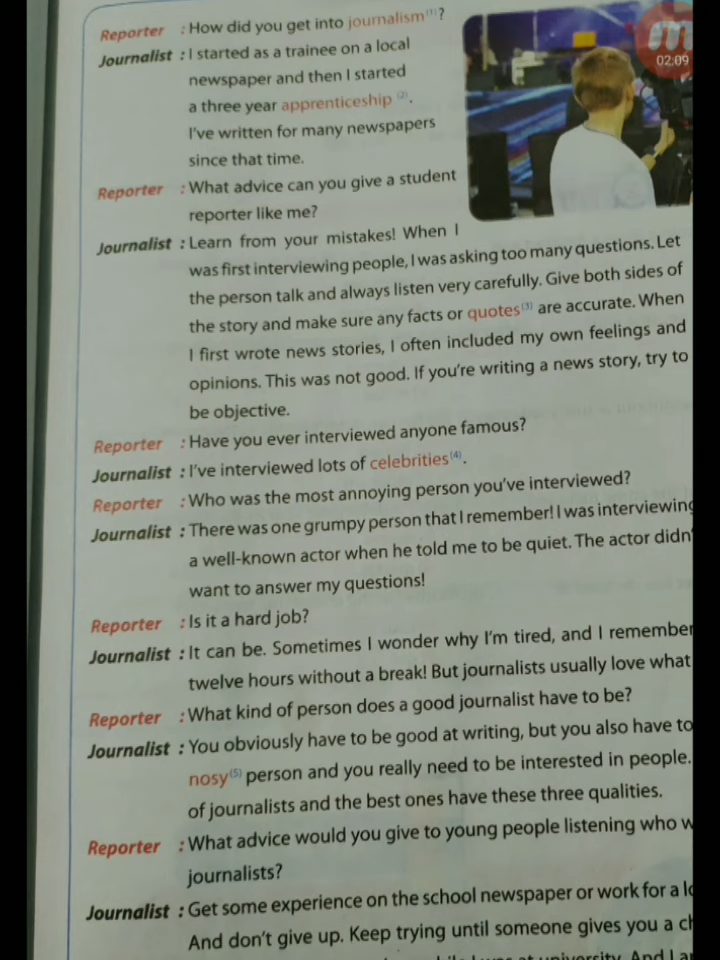 Reporter : How did you get into journalism(1)?
Journalist : I started as a trainee on a local
newspaper and then I started
a three year apprenticeship (2).
I've written for many newspapers
since that time.
Reporter : What advice can you give a student
reporter like me?
Journalist : Learn from your mistakes! When I
was first interviewing people, I was asking too many questions. Let
the person talk and always listen very carefully. Give both sides of
the story and make sure any facts or quotes(3) are accurate. When
I first wrote news stories, I often included my own feelings and
opinions. This was not good. If you're writing a news story, try to
be objective.
Reporter : Have you ever interviewed anyone famous?
Journalist : I've interviewed lots of celebrities(4).
Reporter : Who was the most annoying person you've interviewed?
Journalist : There was one grumpy person that I remember! I was interviewing
a well-known actor when he told me to be quiet. The actor didn'
want to answer my questions!
Reporter : Is it a hard job?
Journalist : It can be. Sometimes I wonder why I'm tired, and I remember
twelve hours without a break! But journalists usually love what
Reporter : What kind of person does a good journalist have to be?
Journalist : You obviously have to be good at writing, but you also have to
nosy(5) person and you really need to be interested in people.
of journalists and the best ones have these three qualities.
Reporter : What advice would you give to young people listening who w
journalists?
Journalist : Get some experience on the school newspaper or work for a lo
And don't give up. Keep trying until someone gives you a ch
at university. And I
m
02:09